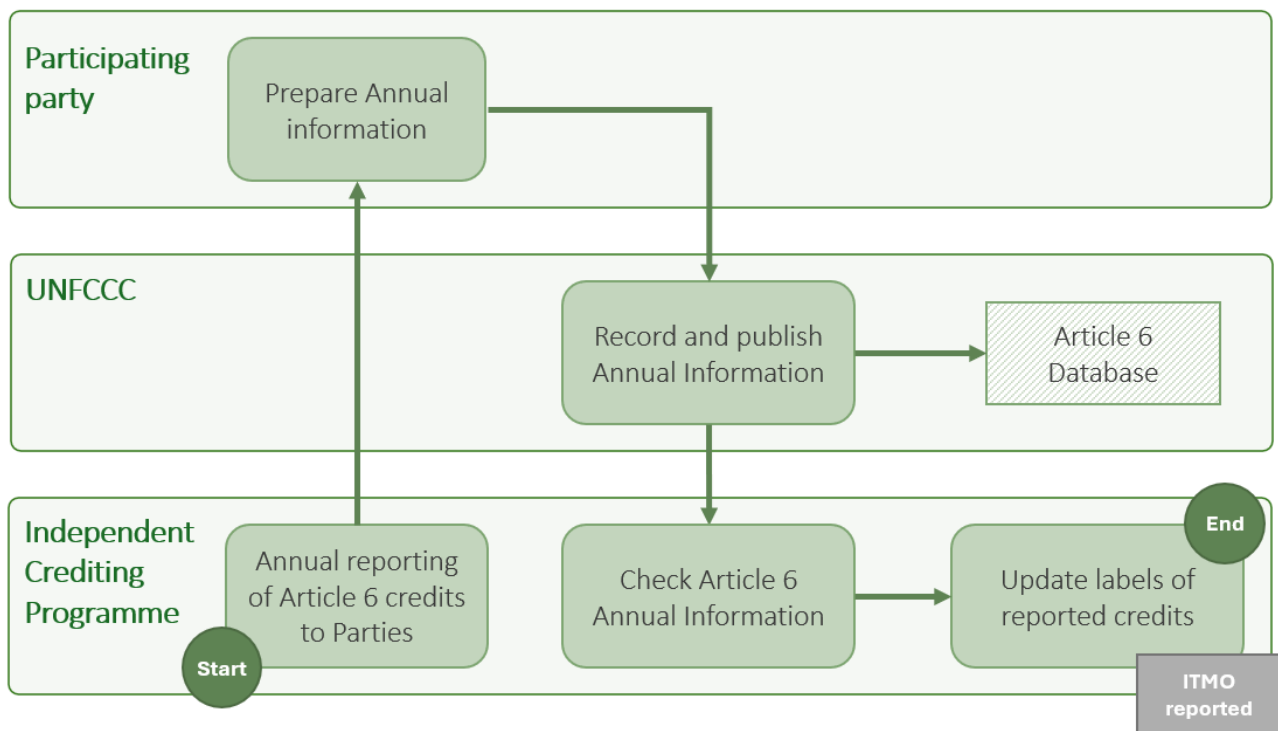 Participating
party
Prepare Annual
information
UNFCCC
Record and publish
Annual Information
Article 6
Database
Independent
Crediting
Programme
Annual reporting
of Article 6 credits
to Parties
Start
Check Article 6
Annual Information
Update labels of
reported credits
End
ITMO
reported